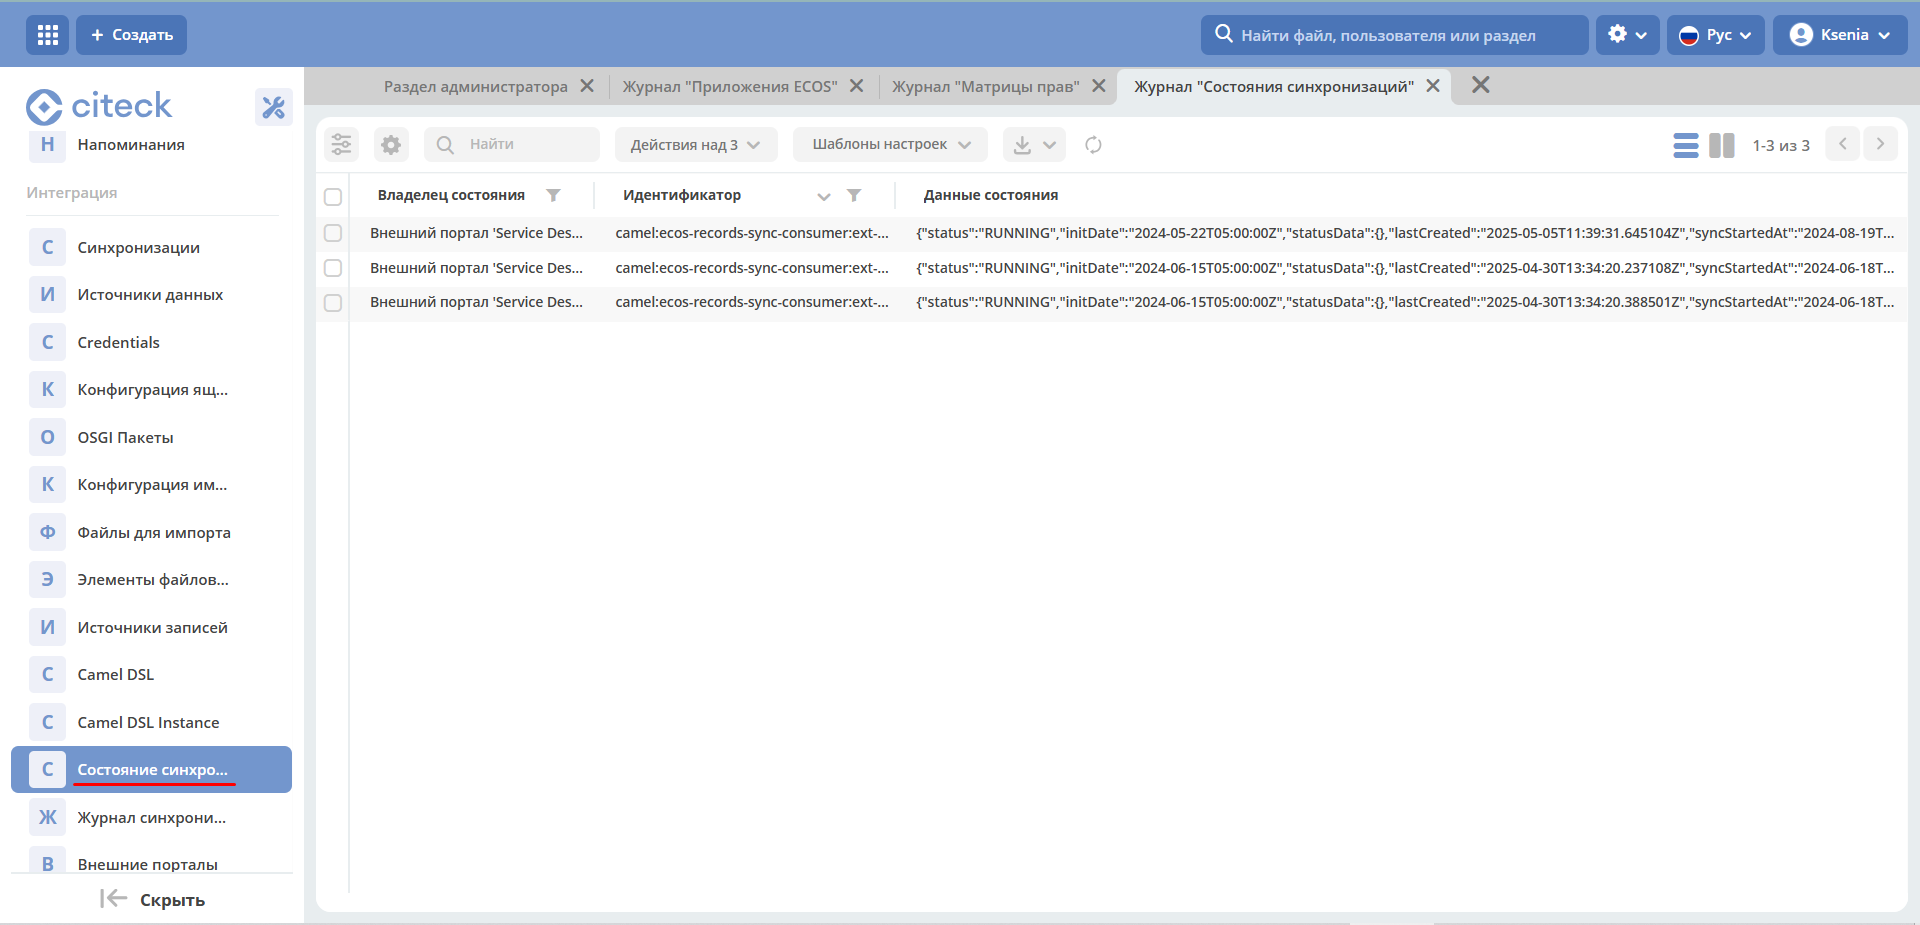 + Создать
Найти файл, пользователя или раздел
Рус
Ksenia
citeck
Н Напоминания
Интеграция
С Синхронизации
И Источники данных
C Credentials
К Конфигурация ящ...
O OSGI Пакеты
К Конфигурация им...
Ф Файлы для импорта
Э Элементы файлов...
И Источники записей
C Camel DSL
C Camel DSL Instance
С Состояние синхро...
Ж Журнал синхрони...
В Внешние порталы
Скрыть
Раздел администратора
Журнал "Приложения ECOS"
Журнал "Матрицы прав"
Журнал "Состояния синхронизаций"
Найти
Действия над 3
Шаблоны настроек
1-3 из 3
Владелец состояния Идентификатор Данные состояния
Внешний портал 'Service Des... camel:ecos-records-sync-consumer:ext-... {"status":"RUNNING","initDate":"2024-05-22T05:00:00Z","statusData":{},"lastCreated":"2025-05-05T11:39:31.645104Z","syncStartedAt":"2024-08-19T...
Внешний портал 'Service Des... camel:ecos-records-sync-consumer:ext-... {"status":"RUNNING","initDate":"2024-06-15T05:00:00Z","statusData":{},"lastCreated":"2025-04-30T13:34:20.237108Z","syncStartedAt":"2024-06-18T...
Внешний портал 'Service Des... camel:ecos-records-sync-consumer:ext-... {"status":"RUNNING","initDate":"2024-06-15T05:00:00Z","statusData":{},"lastCreated":"2025-04-30T13:34:20.388501Z","syncStartedAt":"2024-06-18T...